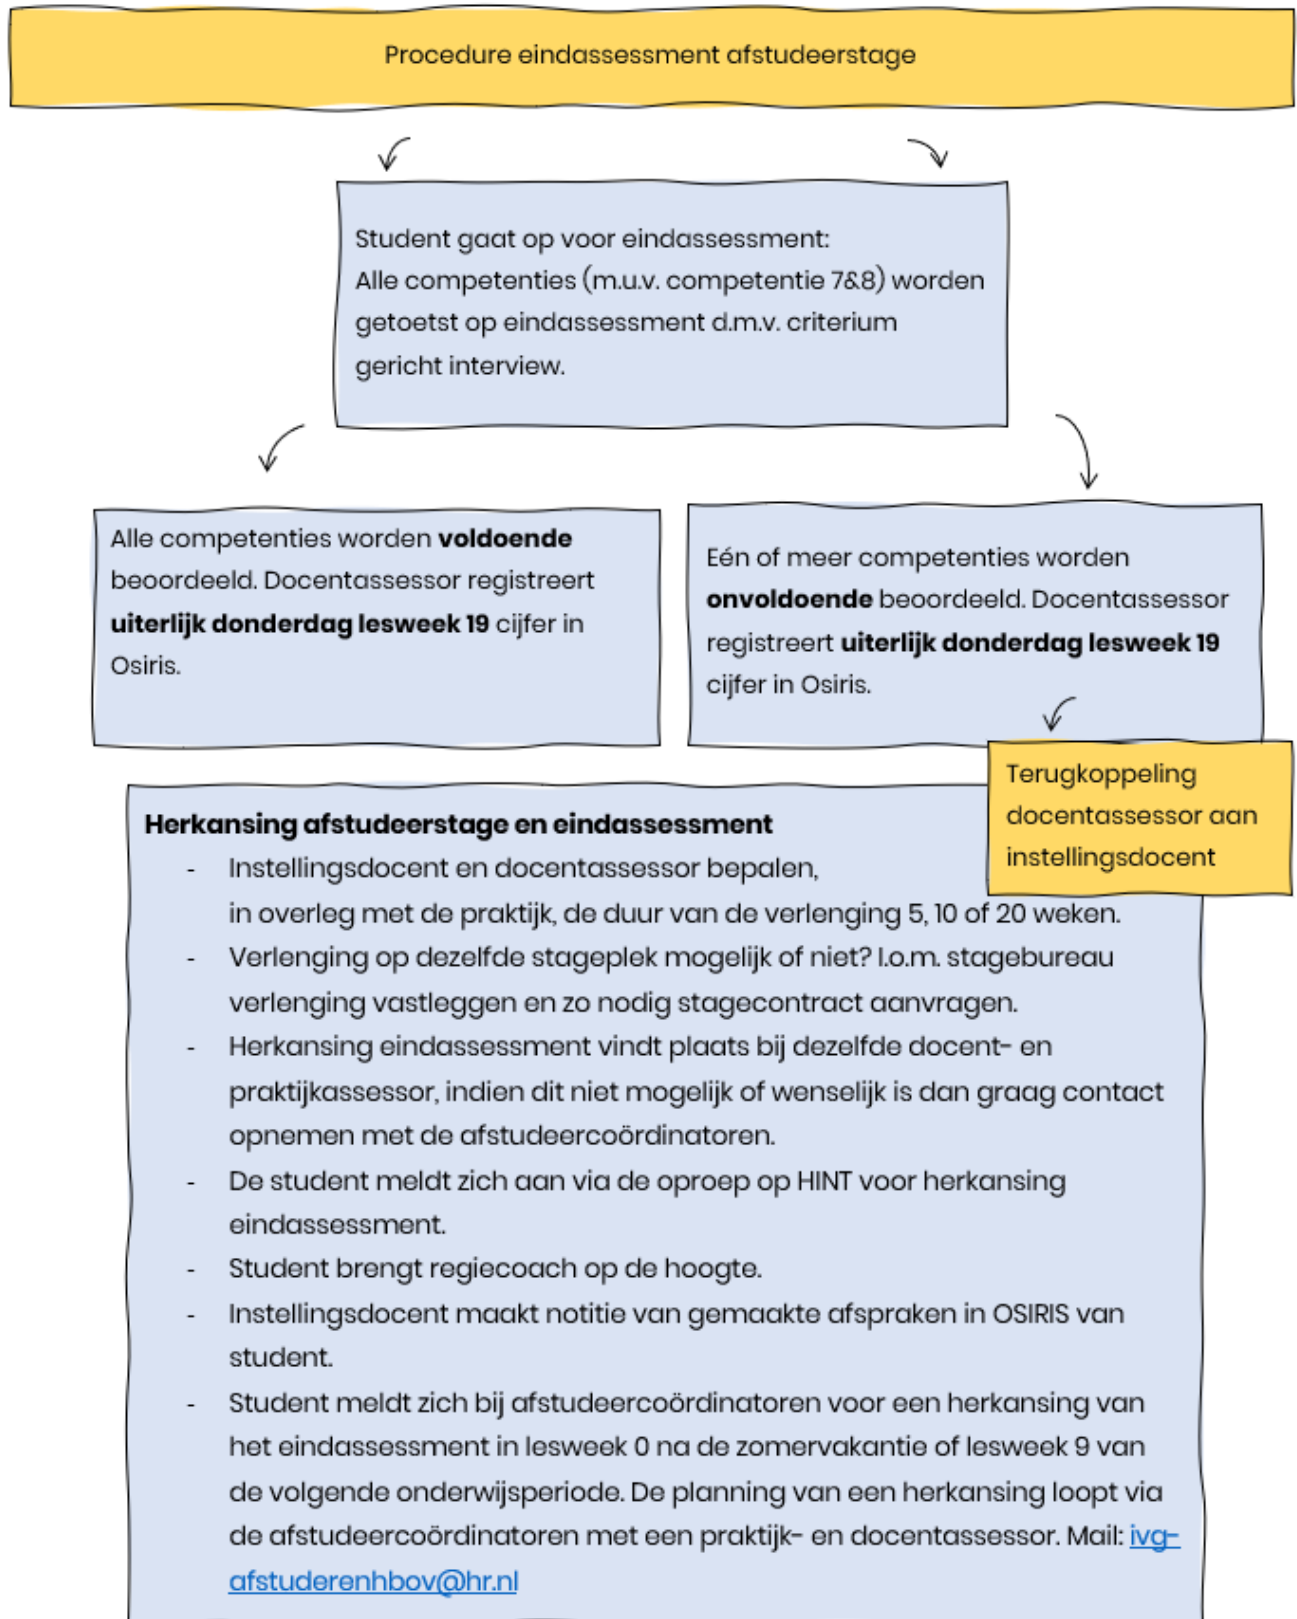 Procedure eindassessment afstudeerstage
Student gaat op voor eindassessment:
Alle competenties (m.u.v. competentie 7&8) worden
getoetst op eindassessment d.m.v. criterium
gericht interview.
Alle competenties worden voldoende
beoordeeld. Docentassessor registreert
uiterlijk donderdag lesweek 19 cijfer in
Osiris.
Eén of meer competenties worden
onvoldoende beoordeeld. Docentassessor
registreert uiterlijk donderdag lesweek 19
cijfer in Osiris.
Terugkoppeling
docentassessor aan
instellingsdocent
Herkansing afstudeerstage en eindassessment
- Instellingsdocent en docentassessor bepalen,
in overleg met de praktijk, de duur van de verlenging 5, 10 of 20 weken.
- Verlenging op dezelfde stageplek mogelijk of niet? I.o.m. stagebureau
verlenging vastleggen en zo nodig stagecontract aanvragen.
- Herkansing eindassessment vindt plaats bij dezelfde docent- en
praktijkassessor, indien dit niet mogelijk of wenselijk is dan graag contact
opnemen met de afstudeercoördinatoren.
- De student meldt zich aan via de oproep op HINT voor herkansing
eindassessment.
- Student brengt regiecoach op de hoogte.
- Instellingsdocent maakt notitie van gemaakte afspraken in OSIRIS van
student.
- Student meldt zich bij afstudeercoördinatoren voor een herkansing van
het eindassessment in lesweek 0 na de zomervakantie of lesweek 9 van
de volgende onderwijsperiode. De planning van een herkansing loopt via
de afstudeercoördinatoren met een praktijk- en docentassessor. Mail: ivg-
afstuderenhbov@hr.nl